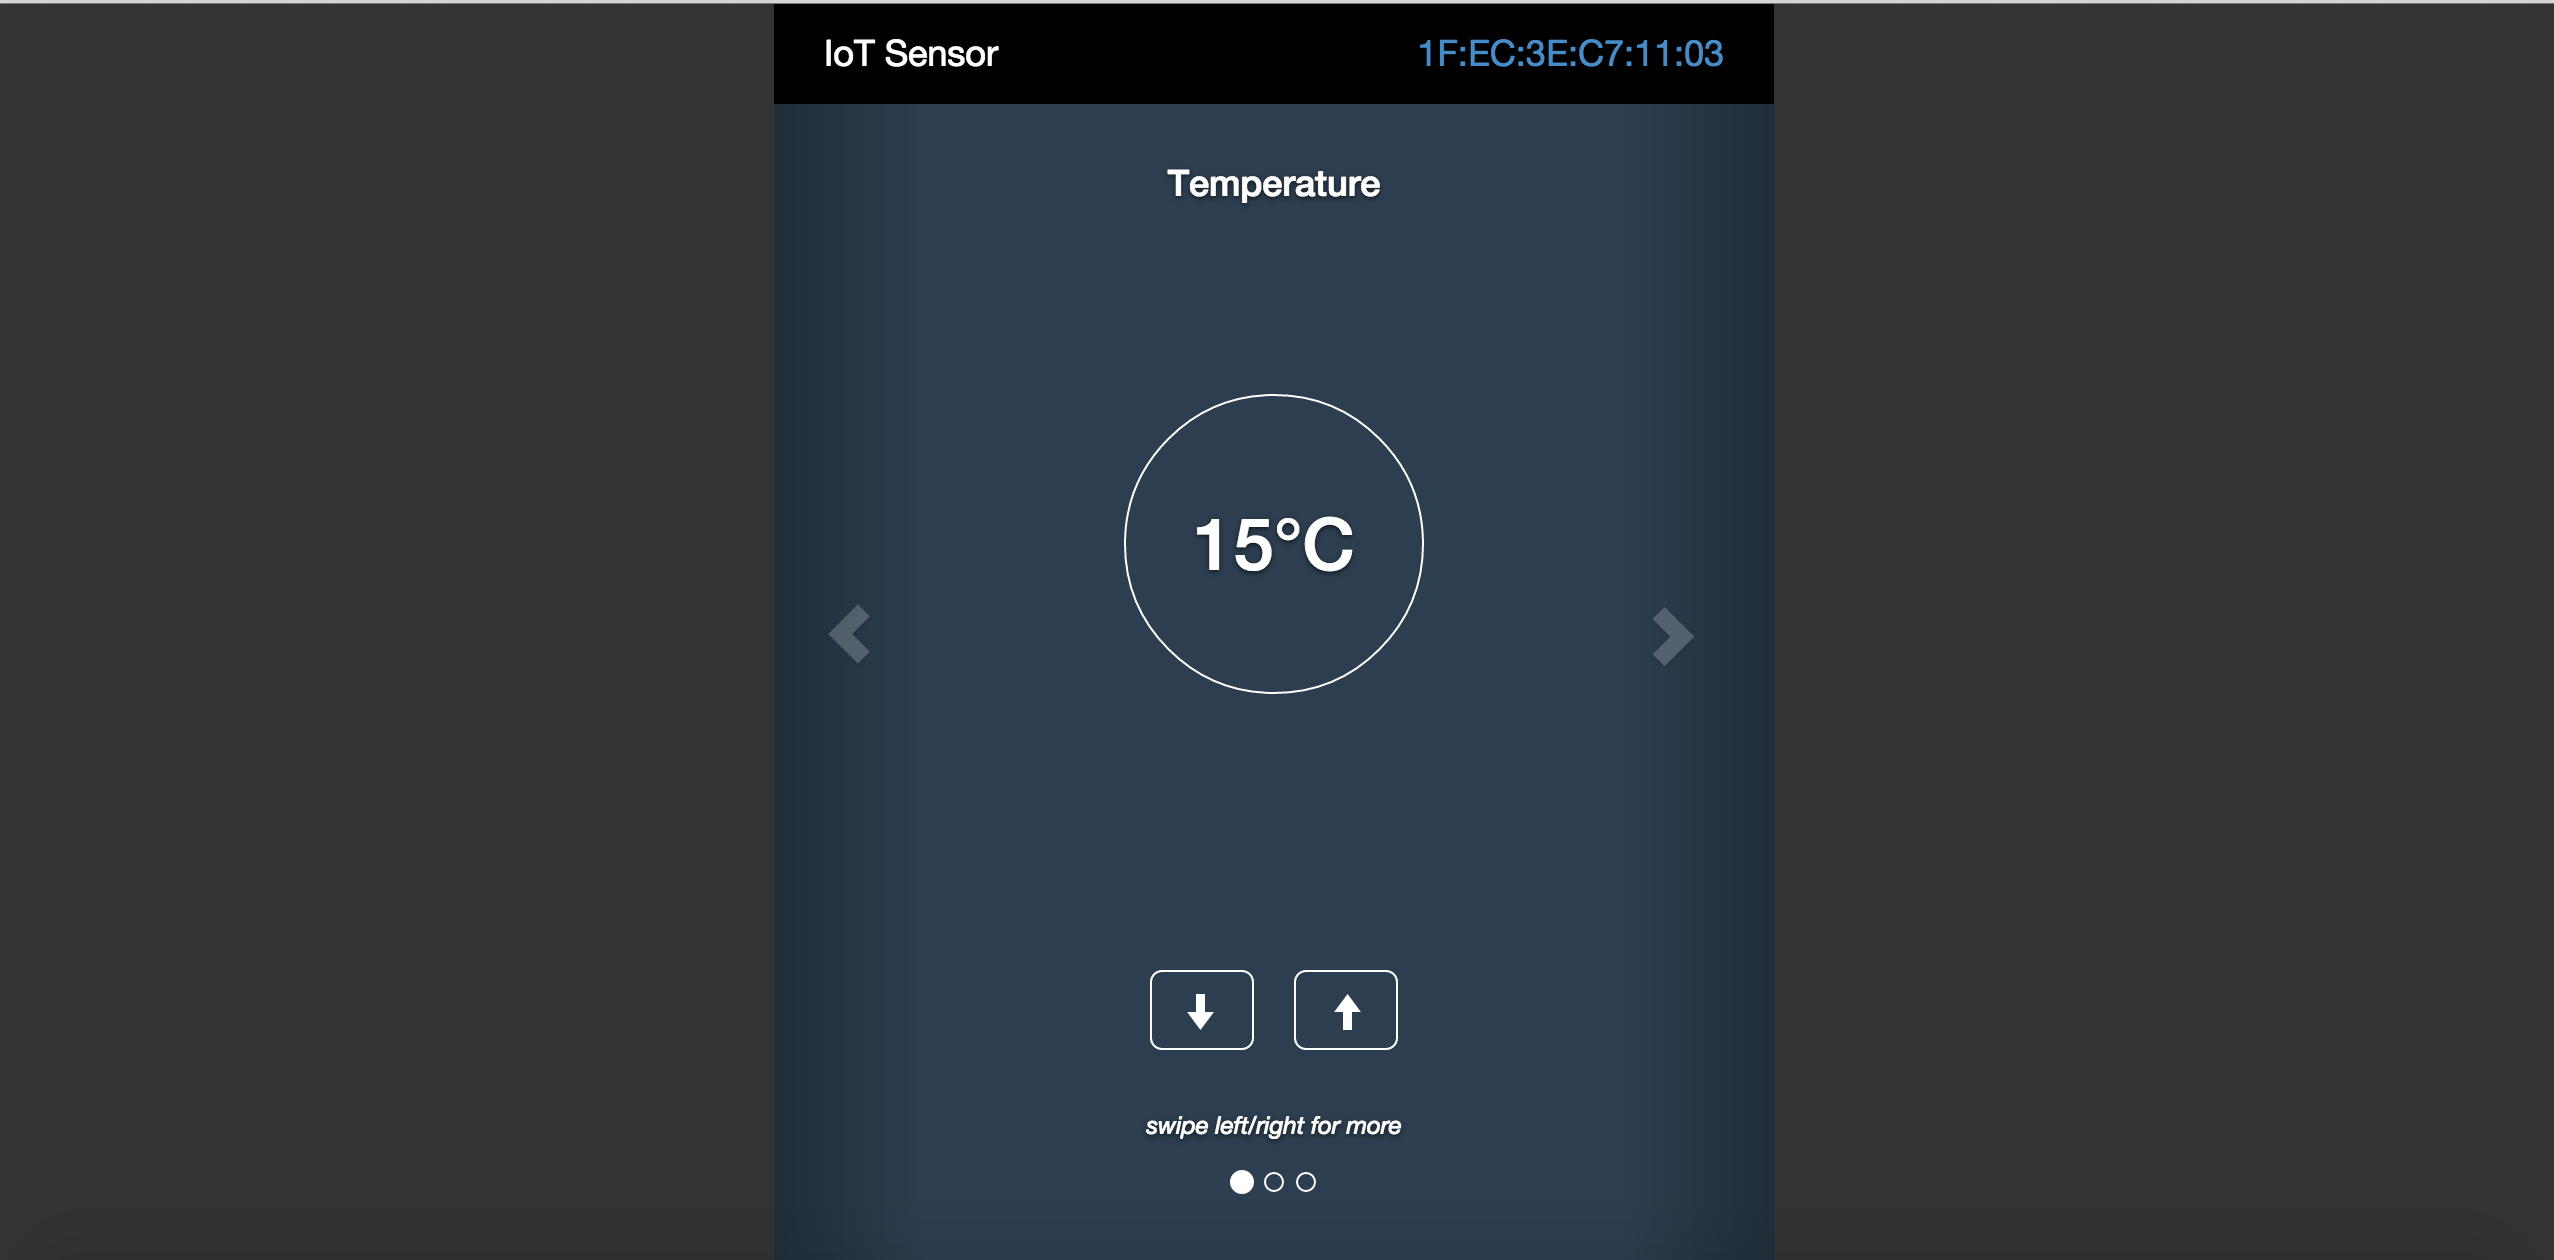 IoT Sensor 1F:EC:3E:C7:11:03
Temperature
15°C
swipe left/right for more